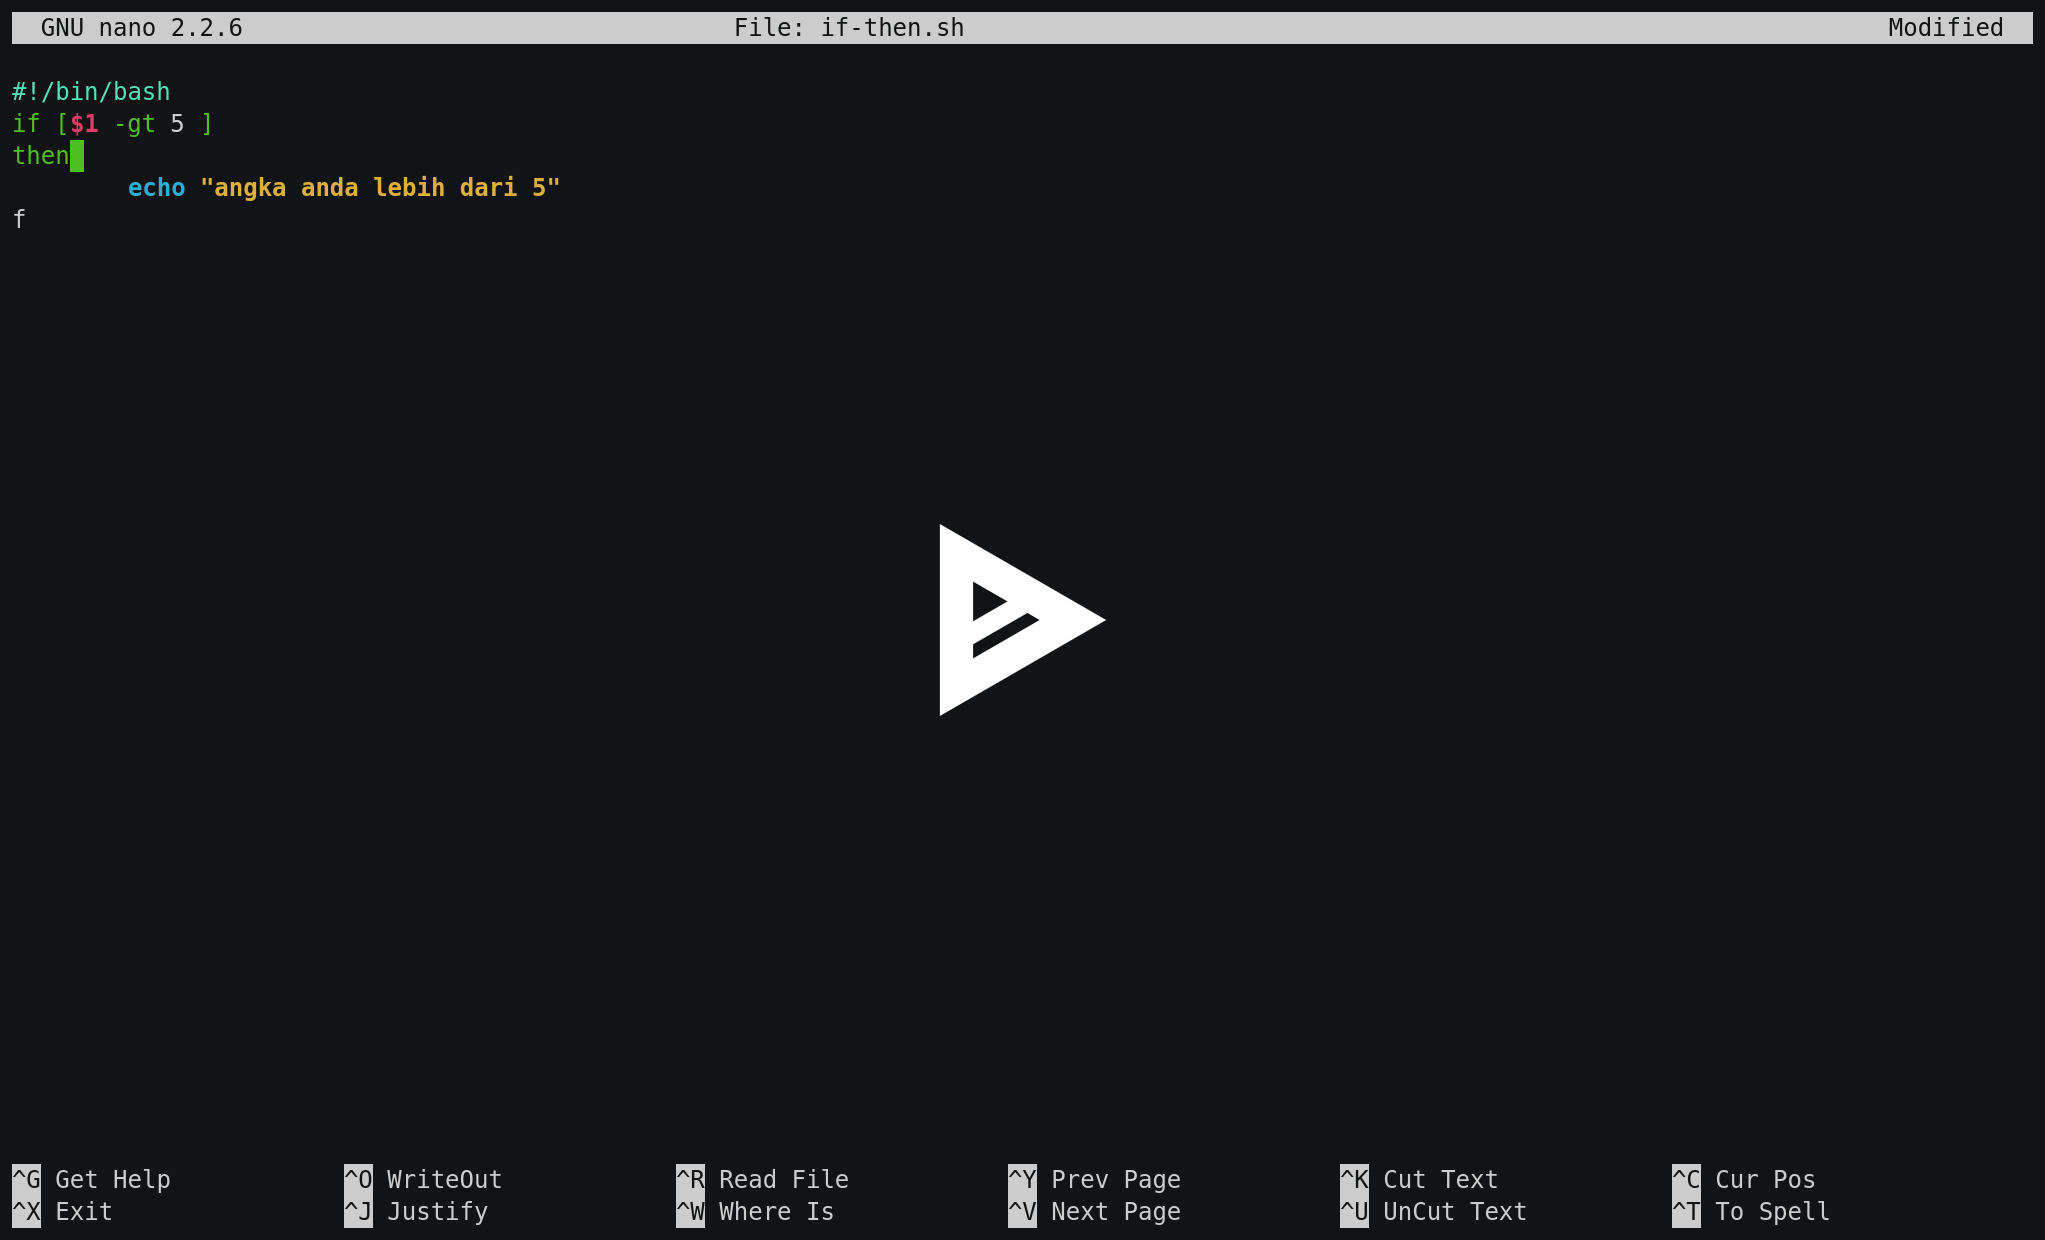 GNU nano 2.2.6 File: if-then.sh Modified
#!/bin/bash
if [$1 -gt 5 ]
then
echo "angka anda lebih dari 5"
f
^G Get Help ^O WriteOut ^R Read File ^Y Prev Page ^K Cut Text ^C Cur Pos
^X Exit ^J Justify ^W Where Is ^V Next Page ^U UnCut Text ^T To Spell